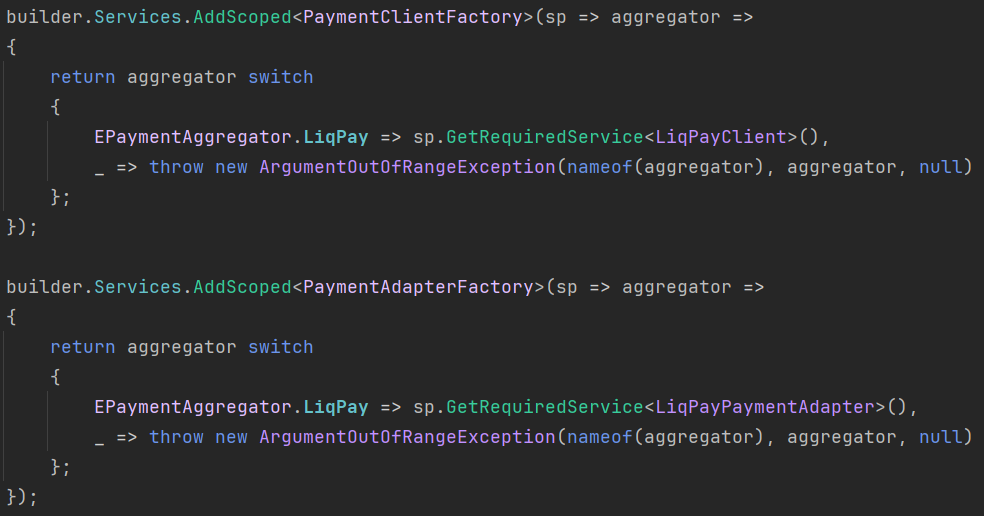 builder.Services.AddScoped<PaymentClientFactory>(sp => aggregator =>
{
    return aggregator switch
    {
        EPaymentAggregator.LiqPay => sp.GetRequiredService<LiqPayClient>(),
        _ => throw new ArgumentOutOfRangeException(nameof(aggregator), aggregator, null)
    };
});

builder.Services.AddScoped<PaymentAdapterFactory>(sp => aggregator =>
{
    return aggregator switch
    {
        EPaymentAggregator.LiqPay => sp.GetRequiredService<LiqPayPaymentAdapter>(),
        _ => throw new ArgumentOutOfRangeException(nameof(aggregator), aggregator, null)
    };
});